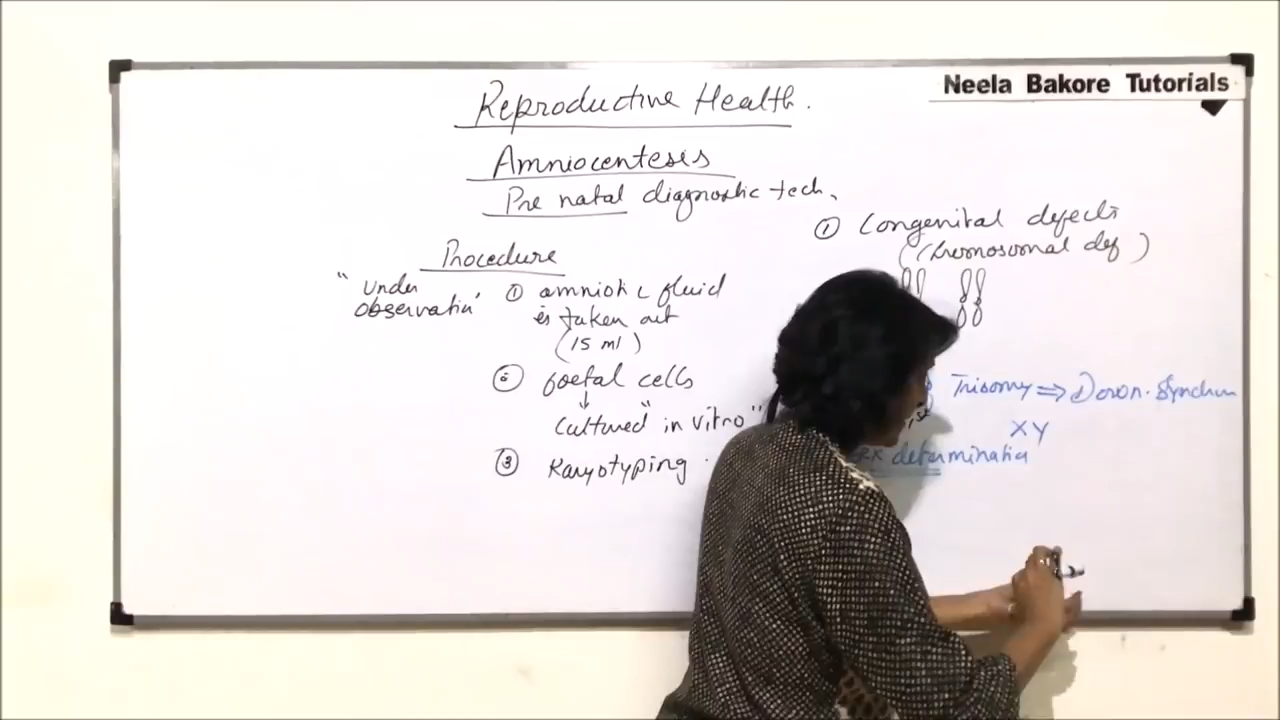 Neela Bakore Tutorials
Reproductive Health.
Amniocentesis
Pre natal diagnostic tech.
Procedure
"Under
observation"
① amniotic fluid
is taken out
(15 ml)
② foetal cells
↓
Cultured "in vitro"
③ Karyotyping.
① Congenital defects
(Chromosomal def)
Trisomy ⇒ Down. Syndrum
XY
determination